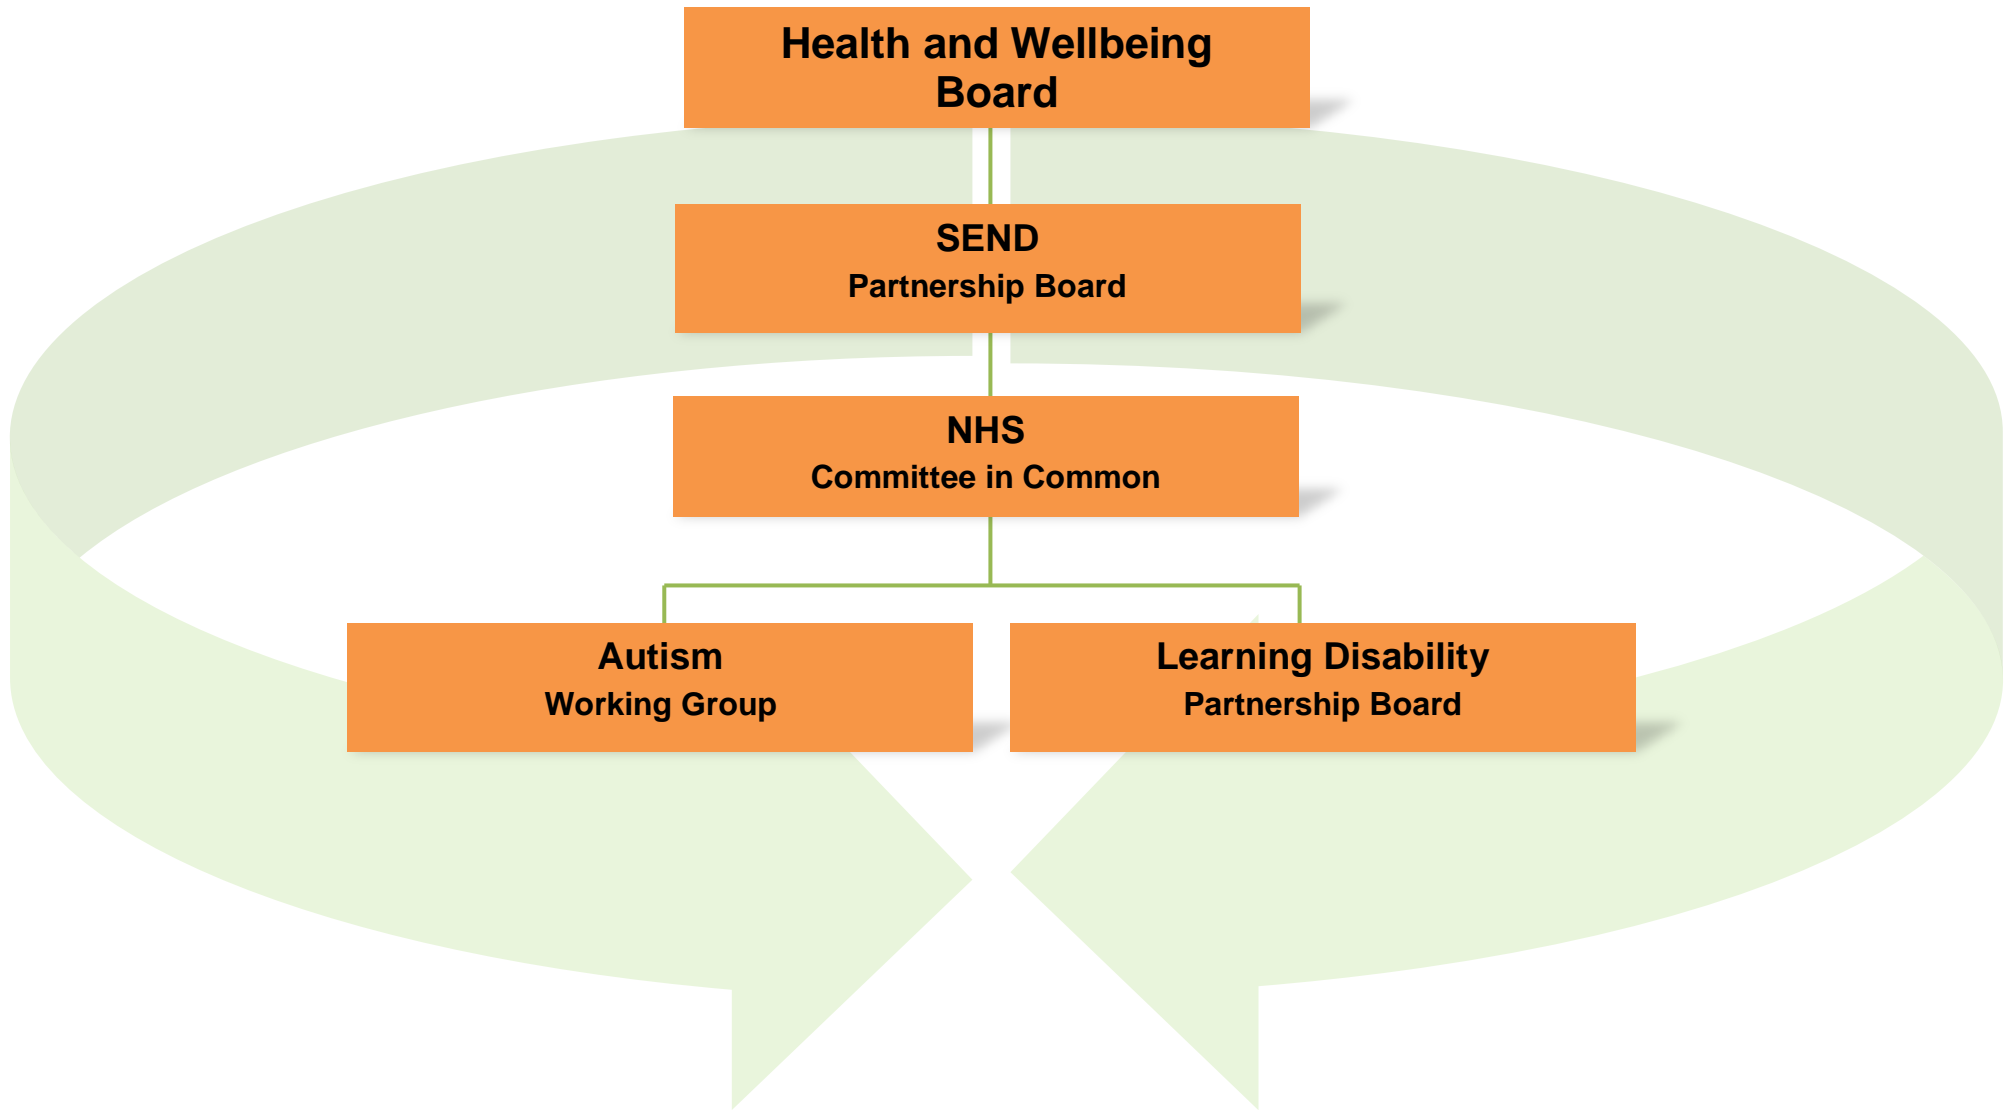 Health and Wellbeing
Board
SEND
Partnership Board
NHS
Committee in Common
Autism
Working Group
Learning Disability
Partnership Board